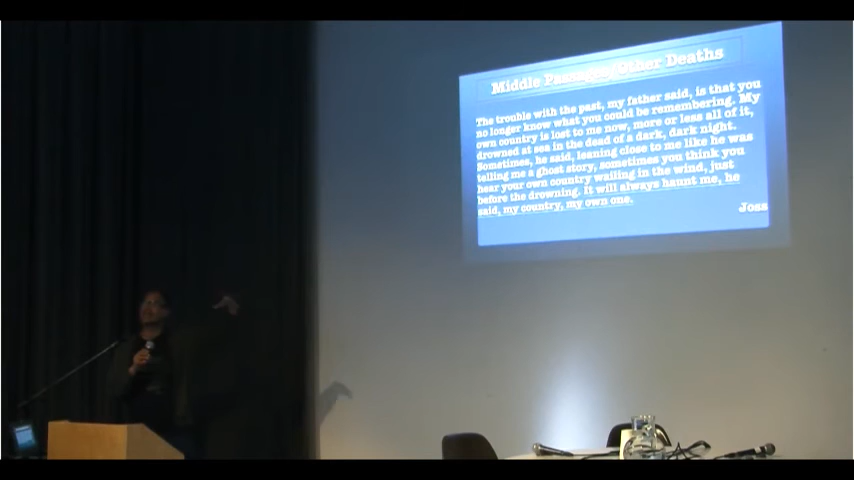 Middle Passage, Other Deaths
The trouble with the past, my father said, is that you
no longer know what you could be remembering. My
own country is lost to me now, more or less all of it,
drowned at sea in the dead of a dark, dark night.
Sometimes, he said, leaning close to me like he was
telling me a ghost story, sometimes you think you
hear your own country wailing in the wind, just
before the drowning. It will always haunt me, he
said, my country, my own one.
Joss